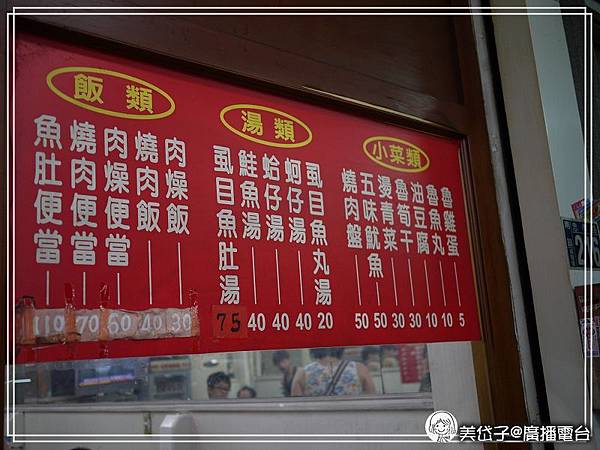 飯類
魚肚便當 110
燒肉便當 70
肉燥便當 60
燒肉飯 40
肉燥飯 30
湯類
虱目魚肚湯 75
鮭魚湯 40
蛤仔湯 40
蚵仔湯 40
虱目魚丸湯 20
小菜類
燒肉盤 50
五味魷魚 50
燙青菜 30
魯筍干 30
油豆腐 10
魯魚丸 10
魯雞蛋 5
美岱子@廣播電台